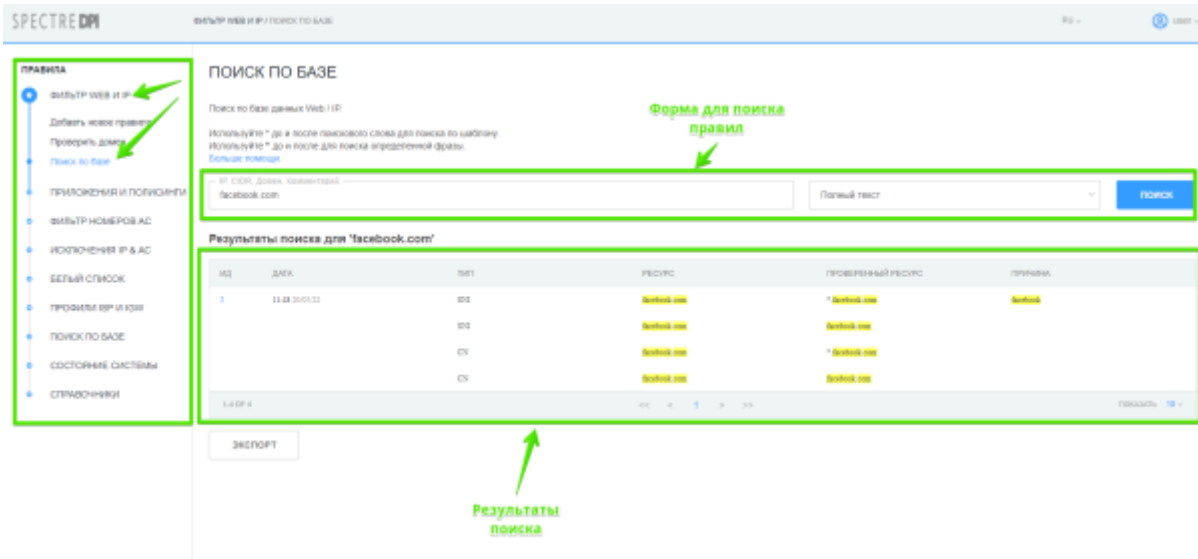 SPECTRE DPI
ФИЛЬТР WEB И IP / ПОИСК ПО БАЗЕ
RU
USER
ПРАВИЛА
ФИЛЬТР WEB И IP
Добавить новое правило
Проверить домен
Поиск по базе
ПРИЛОЖЕНИЯ И ПОЛИСИНГИ
ФИЛЬТР НОМЕРОВ АС
ИСКЛЮЧЕНИЯ IP & АС
БЕЛЫЙ СПИСОК
ПОИСК ПО БАЗЕ
СОСТОЯНИЕ СИСТЕМЫ
СПРАВОЧНИКИ
ПОИСК ПО БАЗЕ
Поиск по базе данных Web / IP.
Используйте * до и после поискового слова для поиска по шаблону.
Используйте " до и после для поиска определенной фразы.
Больше помощи.
Форма для поиска
правил
IP, CIDR, Домен, Комментарий
facebook.com
Полный текст
ПОИСК
Результаты поиска для 'facebook.com'
ИД ДАТА ТИП РЕСУРС ПРОВЕРЕННЫЙ РЕСУРС ПРИЧИНА
facebook.com *.facebook.com facebook
facebook.com facebook.com
CN facebook.com *.facebook.com
CN facebook.com facebook.com
1-4 OF 4 << < 1 > >> ПОКАЗАТЬ 10
ЭКСПОРТ
Результаты
поиска